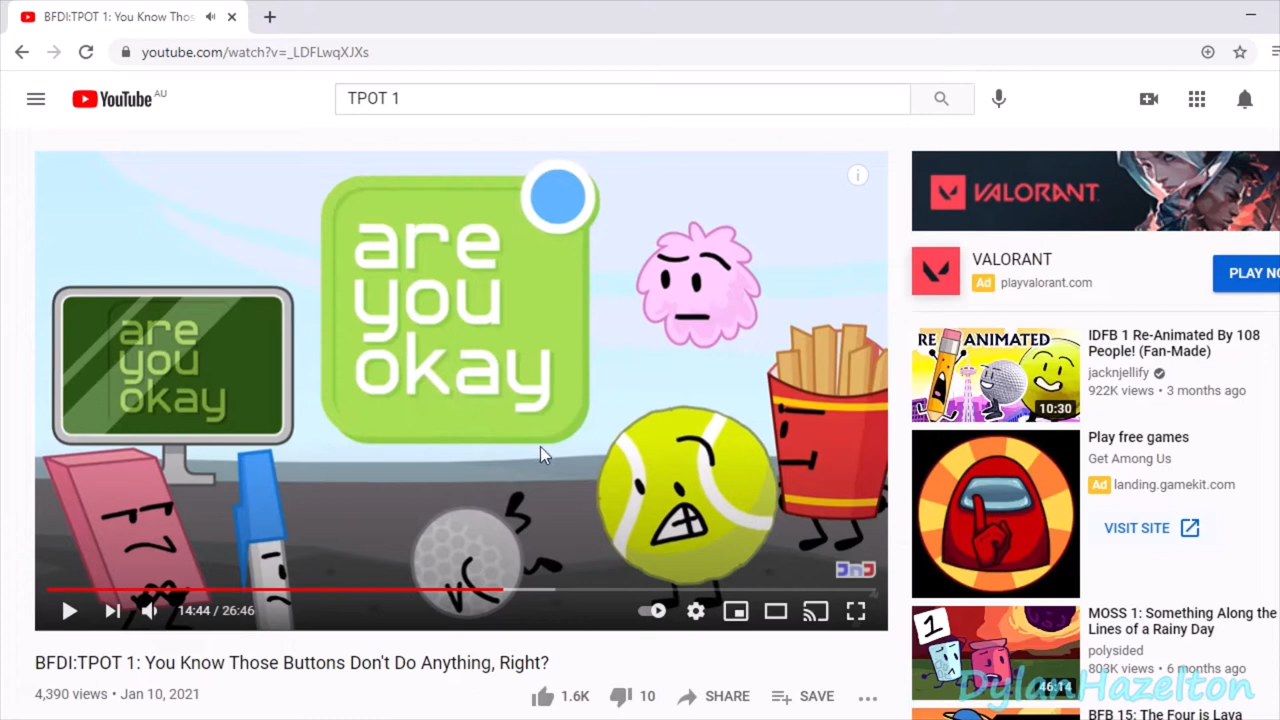 BFDI:TPOT 1: You Know Thos
youtube.com/watch?v=_LDFLwqXJXs
YouTube AU
TPOT 1
are
you
okay
are
you
okay
14:44 / 26:46
BFDI:TPOT 1: You Know Those Buttons Don't Do Anything, Right?
4,390 views • Jan 10, 2021
1.6K
10
SHARE
SAVE
VALORANT
VALORANT
Ad playvalorant.com
PLAY NO
RE ANIMATED
10:30
IDFB 1 Re-Animated By 108
People! (Fan-Made)
jacknjellify
922K views • 3 months ago
Play free games
Get Among Us
Ad landing.gamekit.com
VISIT SITE
1
46:14
MOSS 1: Something Along the
Lines of a Rainy Day
polysided
803K views • 6 months ago
DylanHazelton
BFB 15: The Four is Lava